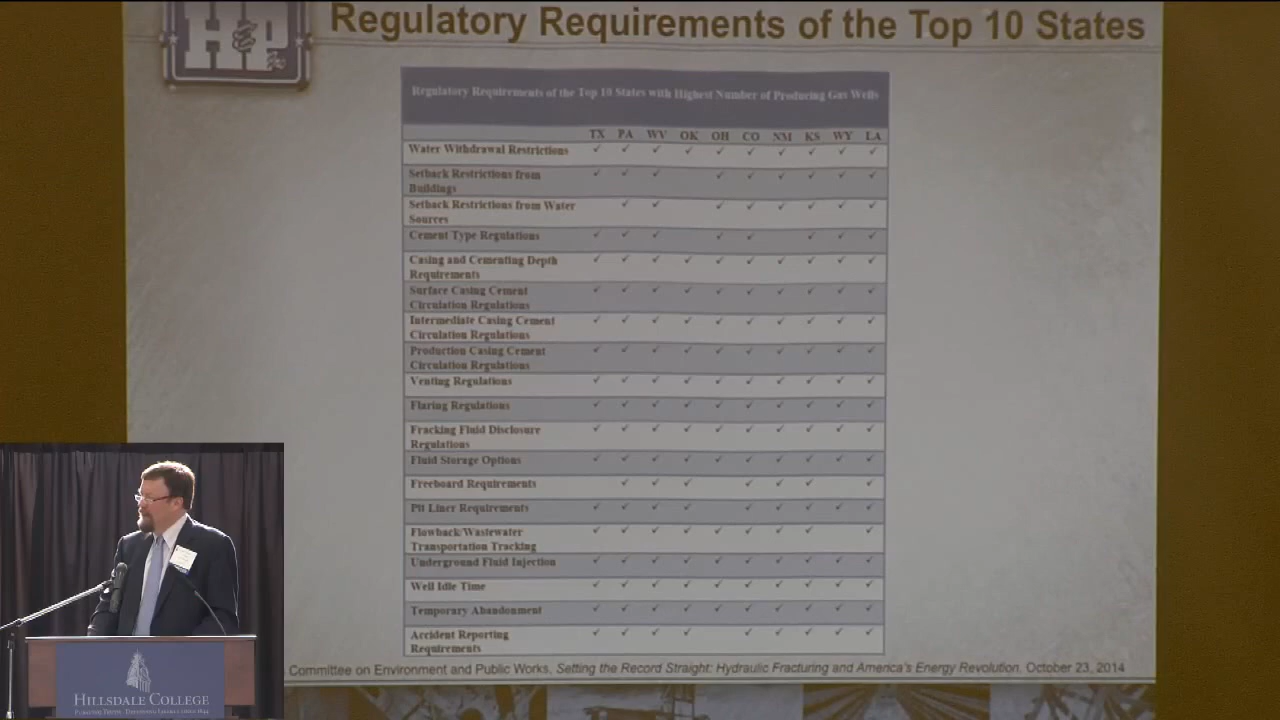 H&P
Regulatory Requirements of the Top 10 States
Regulatory Requirements of the Top 10 States with Highest Number of Producing Gas Wells
TX PA WV OK OH CO NM KS WY LA
Water Withdrawal Restrictions ✓ ✓ ✓ ✓ ✓ ✓ ✓ ✓ ✓ ✓
Setback Restrictions from ✓ ✓ ✓ ✓ ✓ ✓ ✓ ✓ ✓
Buildings
Setback Restrictions from Water ✓ ✓ ✓ ✓ ✓ ✓ ✓ ✓
Sources
Cement Type Regulations ✓ ✓ ✓ ✓ ✓ ✓ ✓ ✓
Casing and Cementing Depth ✓ ✓ ✓ ✓ ✓ ✓ ✓ ✓ ✓ ✓
Requirements
Surface Casing Cement ✓ ✓ ✓ ✓ ✓ ✓ ✓ ✓ ✓ ✓
Circulation Regulations
Intermediate Casing Cement ✓ ✓ ✓ ✓ ✓ ✓ ✓ ✓ ✓ ✓
Circulation Regulations
Production Casing Cement ✓ ✓ ✓ ✓ ✓ ✓ ✓ ✓ ✓ ✓
Circulation Regulations
Venting Regulations ✓ ✓ ✓ ✓ ✓ ✓ ✓ ✓ ✓ ✓
Flaring Regulations ✓ ✓ ✓ ✓ ✓ ✓ ✓ ✓ ✓ ✓
Fracking Fluid Disclosure ✓ ✓ ✓ ✓ ✓ ✓ ✓ ✓ ✓ ✓
Regulations
Fluid Storage Options ✓ ✓ ✓ ✓ ✓ ✓ ✓ ✓ ✓ ✓
Freeboard Requirements ✓ ✓ ✓ ✓ ✓ ✓ ✓
Pit Liner Requirements ✓ ✓ ✓ ✓ ✓ ✓ ✓ ✓ ✓
Flowback/Wastewater ✓ ✓ ✓ ✓ ✓ ✓ ✓ ✓ ✓
Transportation Tracking
Underground Fluid Injection ✓ ✓ ✓ ✓ ✓ ✓ ✓ ✓ ✓ ✓
Well Idle Time ✓ ✓ ✓ ✓ ✓ ✓ ✓ ✓ ✓ ✓
Temporary Abandonment ✓ ✓ ✓ ✓ ✓ ✓ ✓ ✓ ✓ ✓
Accident Reporting ✓ ✓ ✓ ✓ ✓ ✓ ✓ ✓ ✓
Requirements
Committee on Environment and Public Works, Setting the Record Straight: Hydraulic Fracturing and America's Energy Revolution. October 23, 2014
HILLSDALE COLLEGE